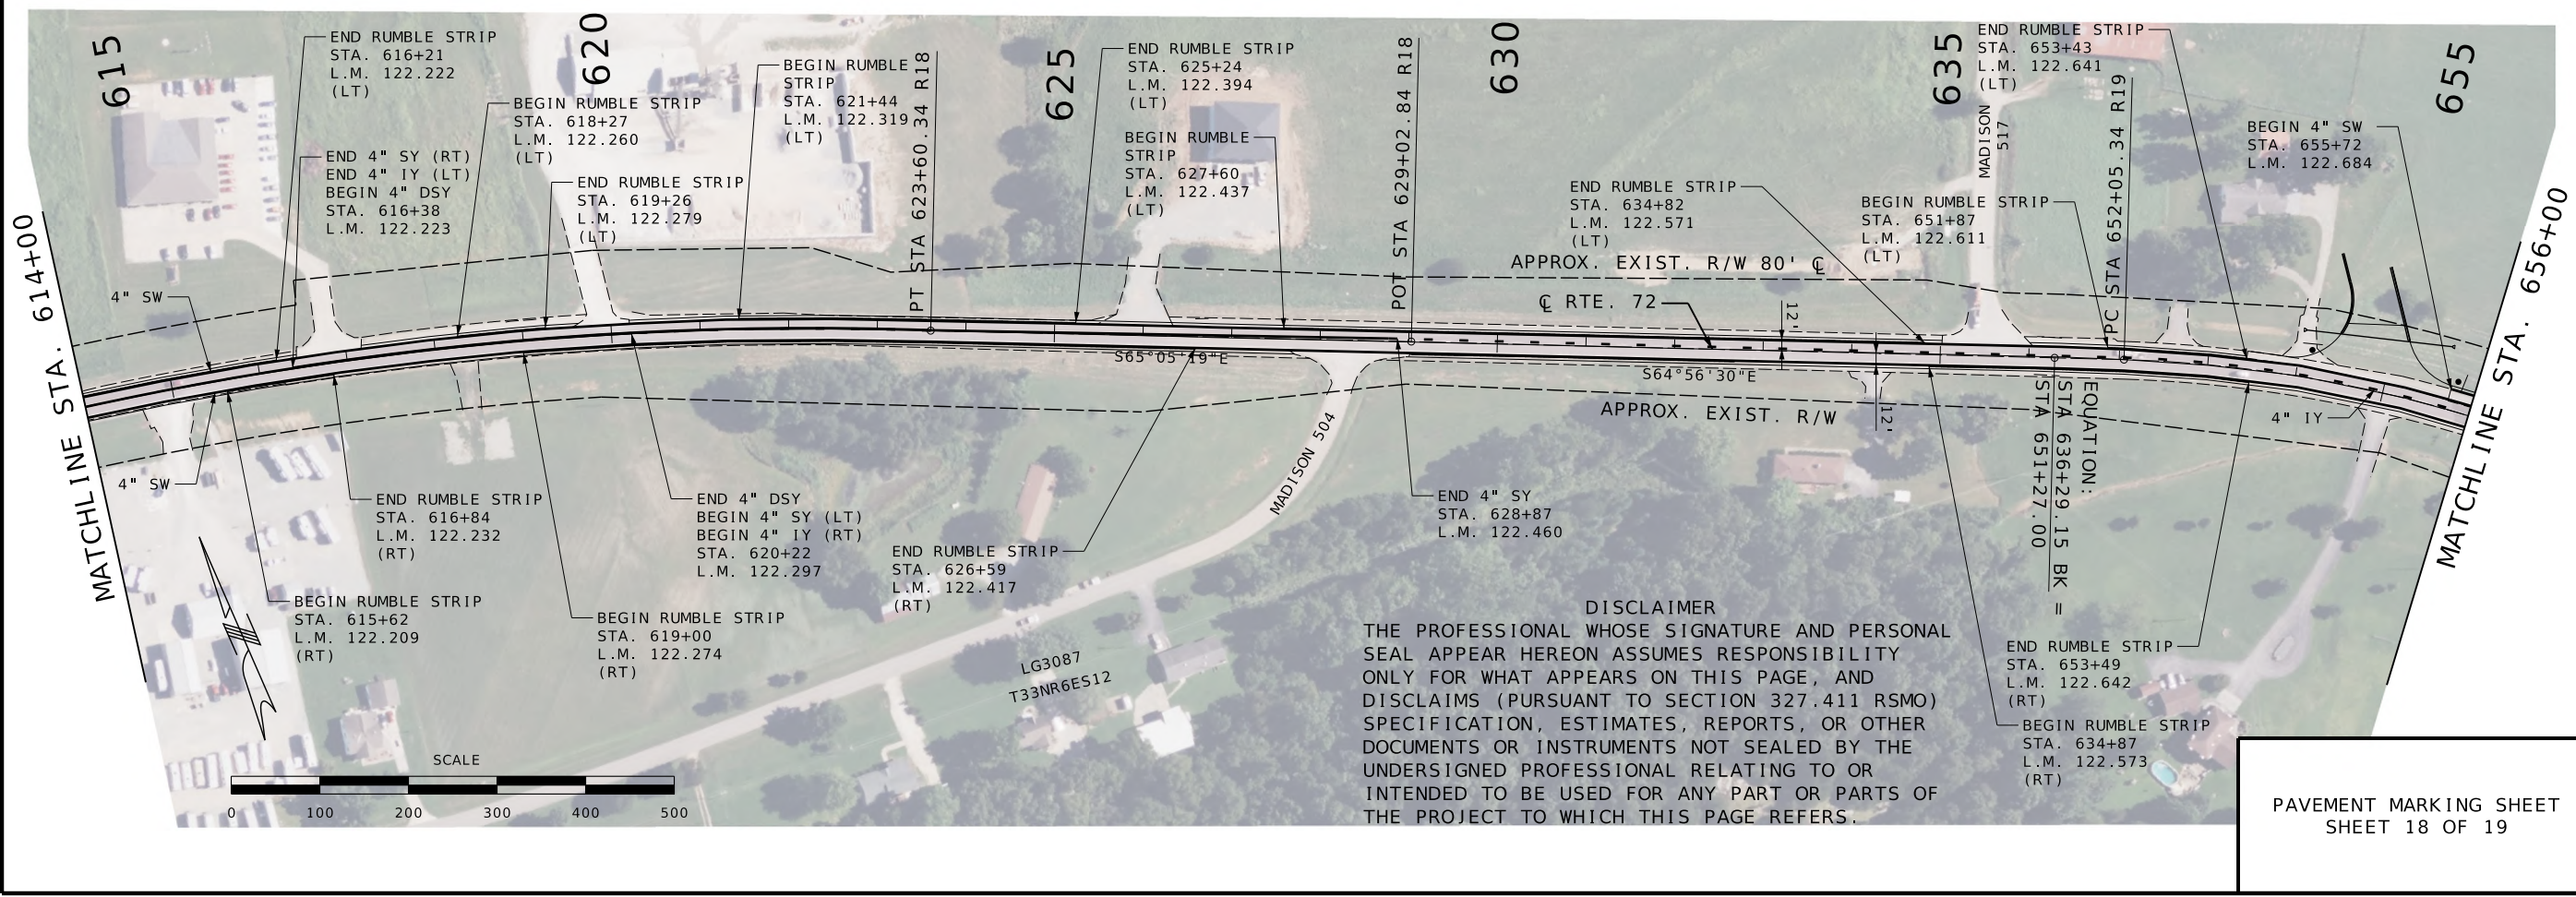 615
620
625
630
635
655
END RUMBLE STRIP
STA. 616+21
L.M. 122.222
(LT)
END 4" SY (RT)
END 4" IY (LT)
BEGIN 4" DSY
STA. 616+38
L.M. 122.223
BEGIN RUMBLE STRIP
STA. 618+27
L.M. 122.260
(LT)
END RUMBLE STRIP
STA. 619+26
L.M. 122.279
(LT)
BEGIN RUMBLE
STRIP
STA. 621+44
L.M. 122.319
(LT)
PT STA 623+60.34 R18
END RUMBLE STRIP
STA. 625+24
L.M. 122.394
(LT)
BEGIN RUMBLE
STRIP
STA. 627+60
L.M. 122.437
(LT)
POT STA 629+02.84 R18
END RUMBLE STRIP
STA. 634+82
L.M. 122.571
(LT)
BEGIN RUMBLE STRIP
STA. 651+87
L.M. 122.611
(LT)
END RUMBLE STRIP
STA. 653+43
L.M. 122.641
(LT)
MADISON
517
PC STA 652+05.34 R19
BEGIN 4" SW
STA. 655+72
L.M. 122.684
MATCHLINE STA. 614+00
4" SW
APPROX. EXIST. R/W 80' ℄
℄ RTE. 72
12'
S65°05'19"E
S64°56'30"E
APPROX. EXIST. R/W
12'
EQUATION:
STA 636+29.15 BK =
STA 651+27.00
4" IY
MATCHLINE STA. 656+00
4" SW
MADISON 504
END RUMBLE STRIP
STA. 616+84
L.M. 122.232
(RT)
BEGIN RUMBLE STRIP
STA. 615+62
L.M. 122.209
(RT)
END 4" DSY
BEGIN 4" SY (LT)
BEGIN 4" IY (RT)
STA. 620+22
L.M. 122.297
BEGIN RUMBLE STRIP
STA. 619+00
L.M. 122.274
(RT)
END RUMBLE STRIP
STA. 626+59
L.M. 122.417
(RT)
END 4" SY
STA. 628+87
L.M. 122.460
LG3087
T33NR6ES12
END RUMBLE STRIP
STA. 653+49
L.M. 122.642
(RT)
BEGIN RUMBLE STRIP
STA. 634+87
L.M. 122.573
(RT)
SCALE
0 100 200 300 400 500
DISCLAIMER
THE PROFESSIONAL WHOSE SIGNATURE AND PERSONAL
SEAL APPEAR HEREON ASSUMES RESPONSIBILITY
ONLY FOR WHAT APPEARS ON THIS PAGE, AND
DISCLAIMS (PURSUANT TO SECTION 327.411 RSMO)
SPECIFICATION, ESTIMATES, REPORTS, OR OTHER
DOCUMENTS OR INSTRUMENTS NOT SEALED BY THE
UNDERSIGNED PROFESSIONAL RELATING TO OR
INTENDED TO BE USED FOR ANY PART OR PARTS OF
THE PROJECT TO WHICH THIS PAGE REFERS.
PAVEMENT MARKING SHEET
SHEET 18 OF 19